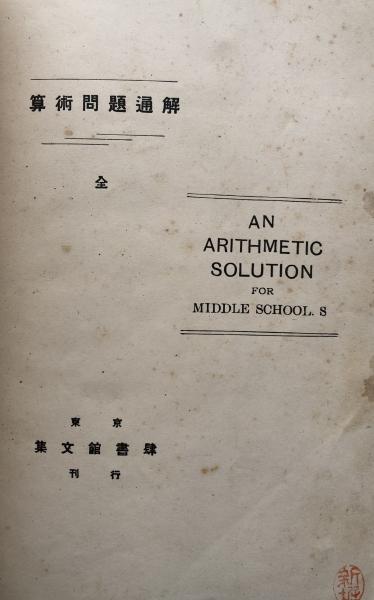 算術問題通解
全
AN
ARITHMETIC
SOLUTION
FOR
MIDDLE SCHOOL. S
東京
集文館書肆
刊行
新